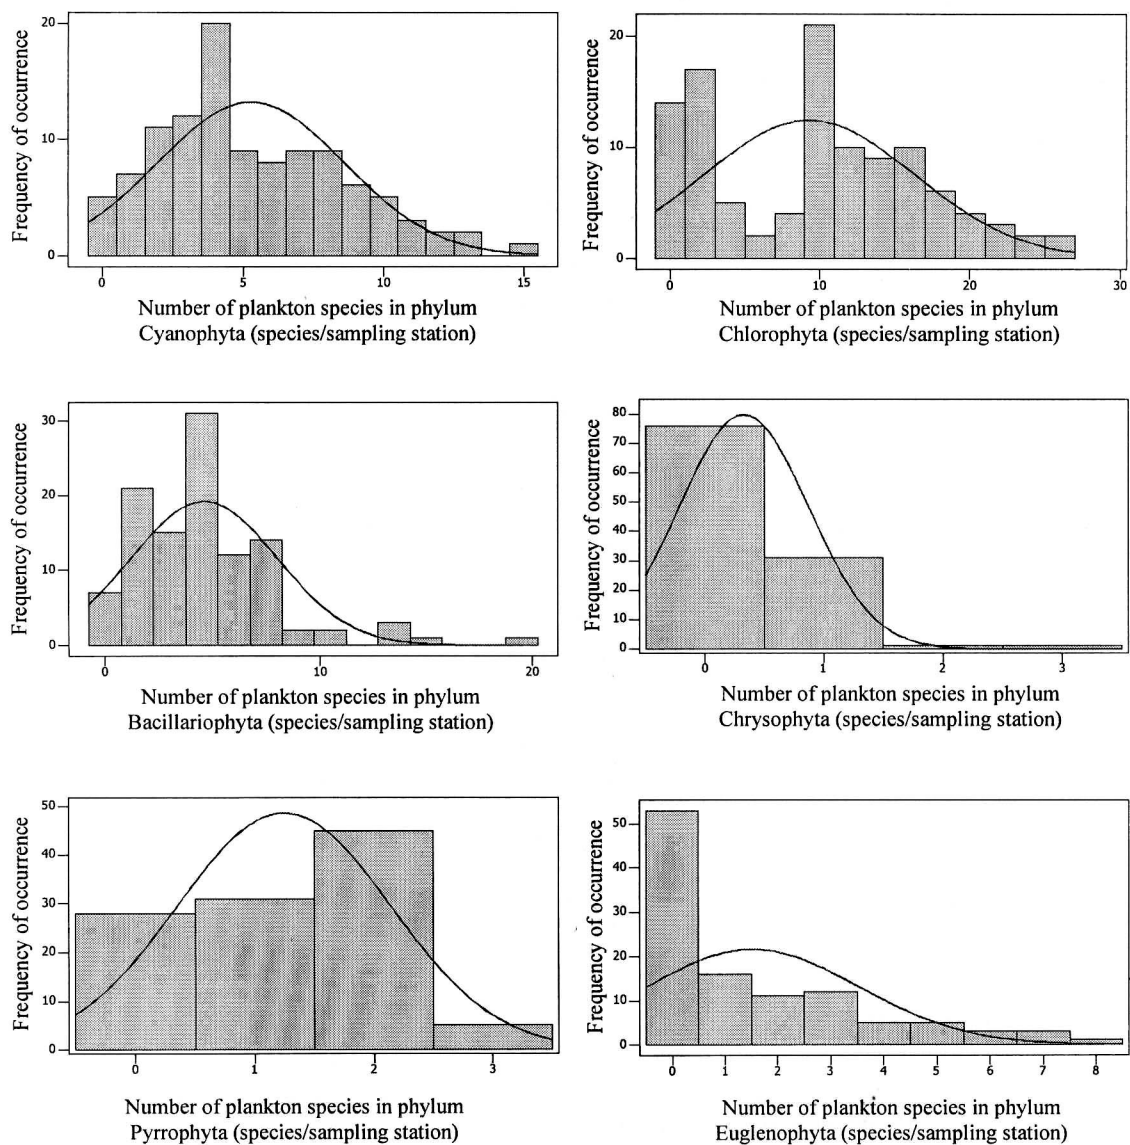 Frequency of occurrence
20
10
0
0 5 10 15
Number of plankton species in phylum
Cyanophyta (species/sampling station)
Frequency of occurrence
20
10
0
0 10 20 30
Number of plankton species in phylum
Chlorophyta (species/sampling station)
Frequency of occurrence
30
20
10
0
0 10 20
Number of plankton species in phylum
Bacillariophyta (species/sampling station)
Frequency of occurrence
80
70
60
50
40
30
20
10
0
0 1 2 3
Number of plankton species in phylum
Chrysophyta (species/sampling station)
Frequency of occurrence
50
40
30
20
10
0
0 1 2 3
Number of plankton species in phylum
Pyrrophyta (species/sampling station)
Frequency of occurrence
50
40
30
20
10
0
0 1 2 3 4 5 6 7 8
Number of plankton species in phylum
Euglenophyta (species/sampling station)